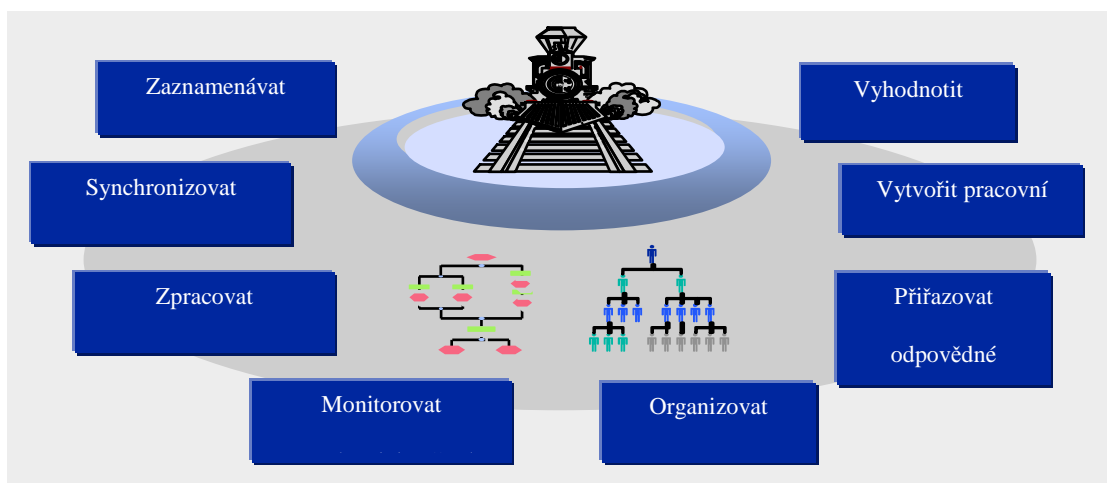 Zaznamenávat
Vyhodnotit
Synchronizovat
Vytvořit pracovní
Zpracovat
Přiřazovat
odpovědné
Monitorovat
Organizovat